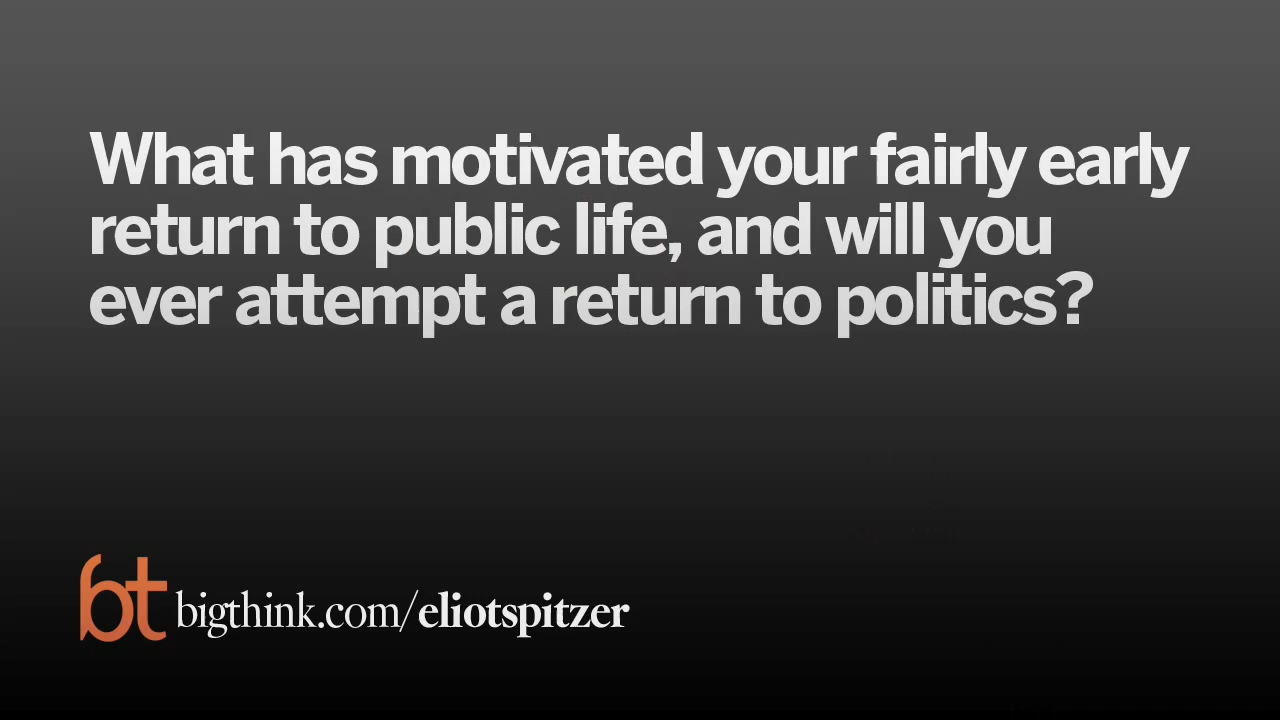 What has motivated your fairly early
return to public life, and will you
ever attempt a return to politics?
bt bigthink.com/eliotspitzer